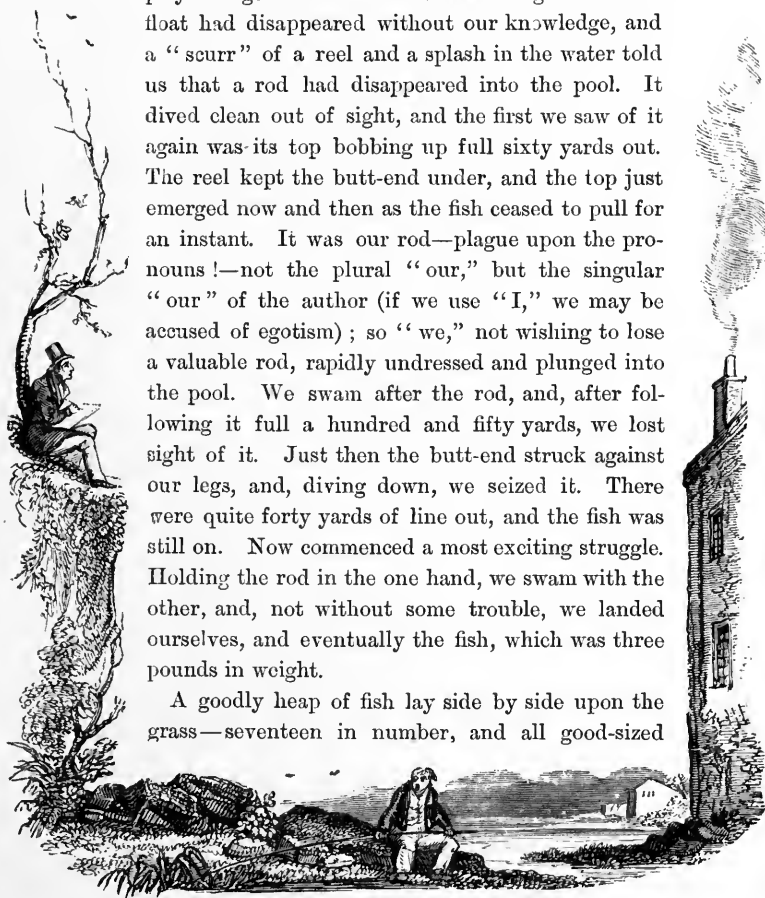 float had disappeared without our knowledge, and
a “ scurr ” of a reel and a splash in the water told
us that a rod had disappeared into the pool. It
dived clean out of sight, and the first we saw of it
again was its top bobbing up full sixty yards out.
The reel kept the butt-end under, and the top just
emerged now and then as the fish ceased to pull for
an instant. It was our rod—plague upon the pro-
nouns !—not the plural “ our,” but the singular
“ our ” of the author (if we use “ I,” we may be
accused of egotism) ; so “ we,” not wishing to lose
a valuable rod, rapidly undressed and plunged into
the pool. We swam after the rod, and, after fol-
lowing it full a hundred and fifty yards, we lost
sight of it. Just then the butt-end struck against
our legs, and, diving down, we seized it. There
were quite forty yards of line out, and the fish was
still on. Now commenced a most exciting struggle.
Holding the rod in the one hand, we swam with the
other, and, not without some trouble, we landed
ourselves, and eventually the fish, which was three
pounds in weight.
A goodly heap of fish lay side by side upon the
grass—seventeen in number, and all good-sized